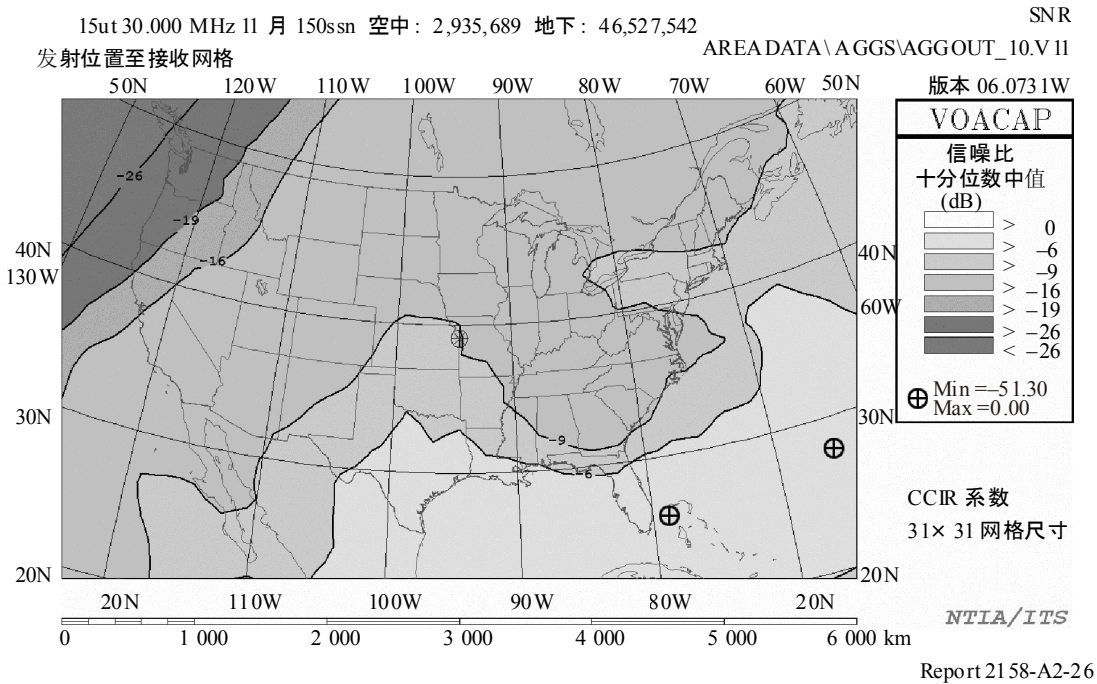 15ut 30.000 MHz 11 月 150ssn 空中: 2,935,689 地下: 46,527,542
SNR
发射位置至接收网格
AREADATA\AGGS\AGGOUT_10.V11
50N 120W 110W 100W 90W 80W 70W 60W 50N
版本 06.0731W
VOACAP
信噪比
十分位数中值
(dB)
> 0
> -6
> -9
> -16
> -19
> -26
< -26
Min =-51.30
Max =0.00
-26
-19
-16
-9
-6
40N
130W
30N
20N
40N
60W
30N
20N
CCIR 系数
31× 31 网格尺寸
20N 110W 100W 90W 80W 20N
NTIA/ITS
0 1 000 2 000 3 000 4 000 5 000 6 000 km
Report 2158-A2-26